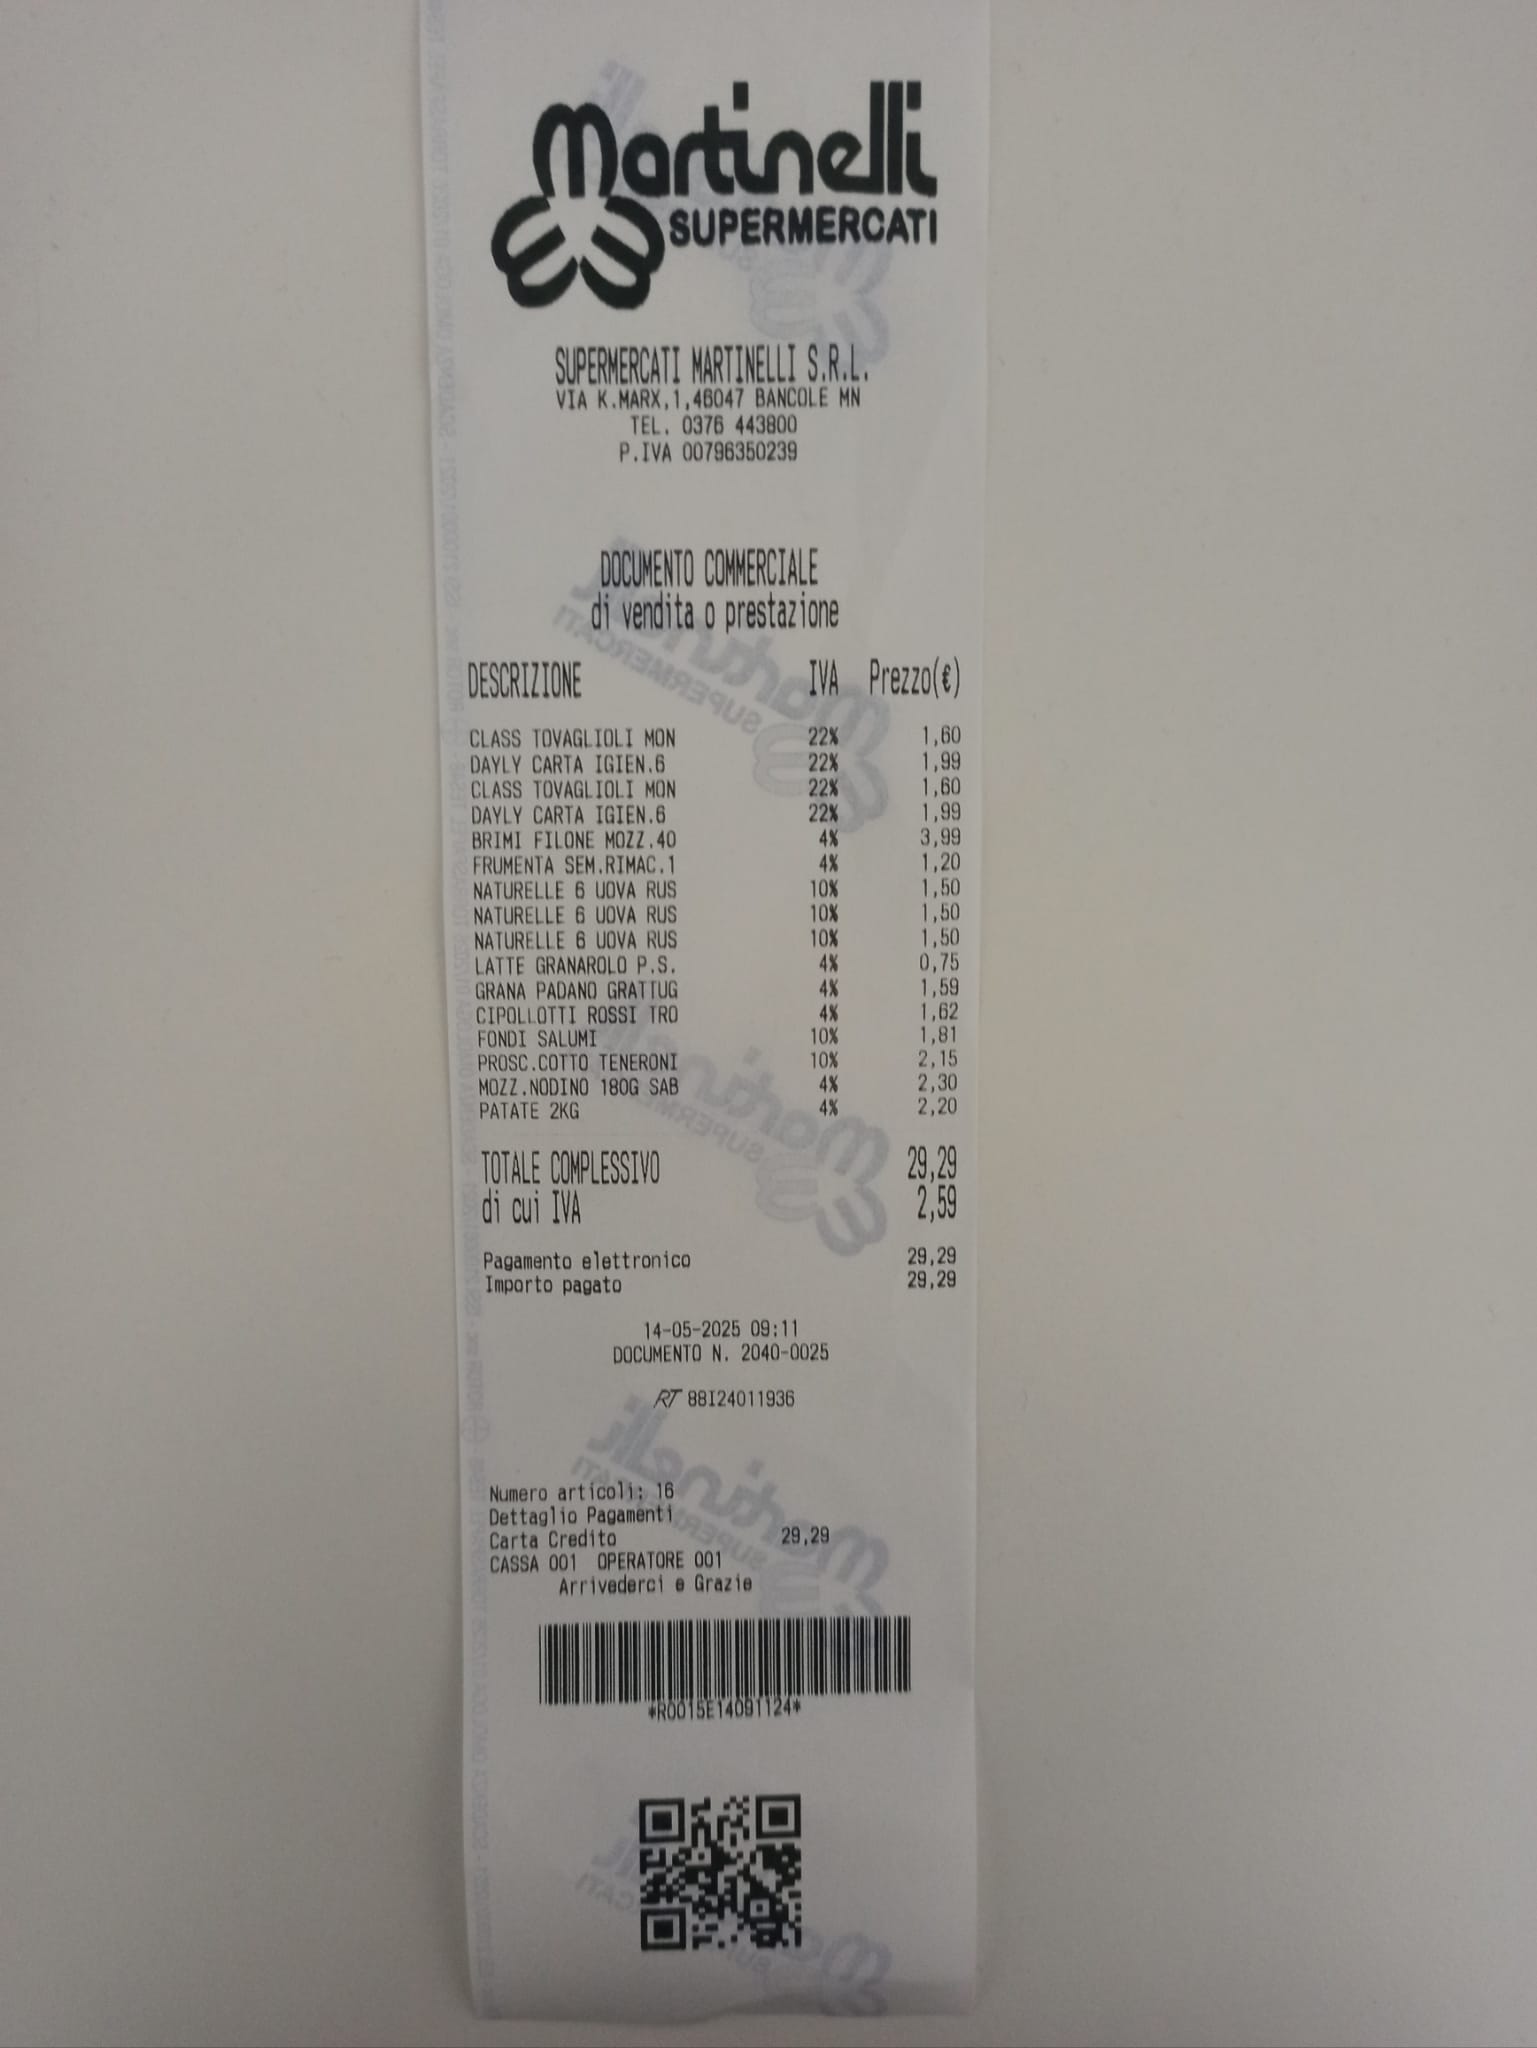 Martinelli
SUPERMERCATI
SUPERMERCATI MARTINELLI S.R.L.
VIA K.MARX,1,46047 BANCOLE MN
TEL. 0376 443800
P.IVA 00796350239
DOCUMENTO COMMERCIALE
di vendita o prestazione
DESCRIZIONE IVA Prezzo(€)
CLASS TOVAGLIOLI MON 22% 1,60
DAYLY CARTA IGIEN.6 22% 1,99
CLASS TOVAGLIOLI MON 22% 1,60
DAYLY CARTA IGIEN.6 22% 1,99
BRIMI FILONE MOZZ.40 4% 3,99
FRUMENTA SEM.RIMAC.1 4% 1,20
NATURELLE 6 UOVA RUS 10% 1,50
NATURELLE 6 UOVA RUS 10% 1,50
NATURELLE 6 UOVA RUS 10% 1,50
LATTE GRANAROLO P.S. 4% 0,75
GRANA PADANO GRATTUG 4% 1,59
CIPOLLOTTI ROSSI TRO 4% 1,62
FONDI SALUMI 10% 1,81
PROSC.COTTO TENERONI 10% 2,15
MOZZ.NODINO 180G SAB 4% 2,30
PATATE 2KG 4% 2,20
TOTALE COMPLESSIVO 29,29
di cui IVA 2,59
Pagamento elettronico 29,29
Importo pagato 29,29
14-05-2025 09:11
DOCUMENTO N. 2040-0025
RT 88I24011936
Numero articoli: 16
Dettaglio Pagamenti
Carta Credito 29,29
CASSA 001 OPERATORE 001
Arrivederci e Grazie
*R0015E14091124*